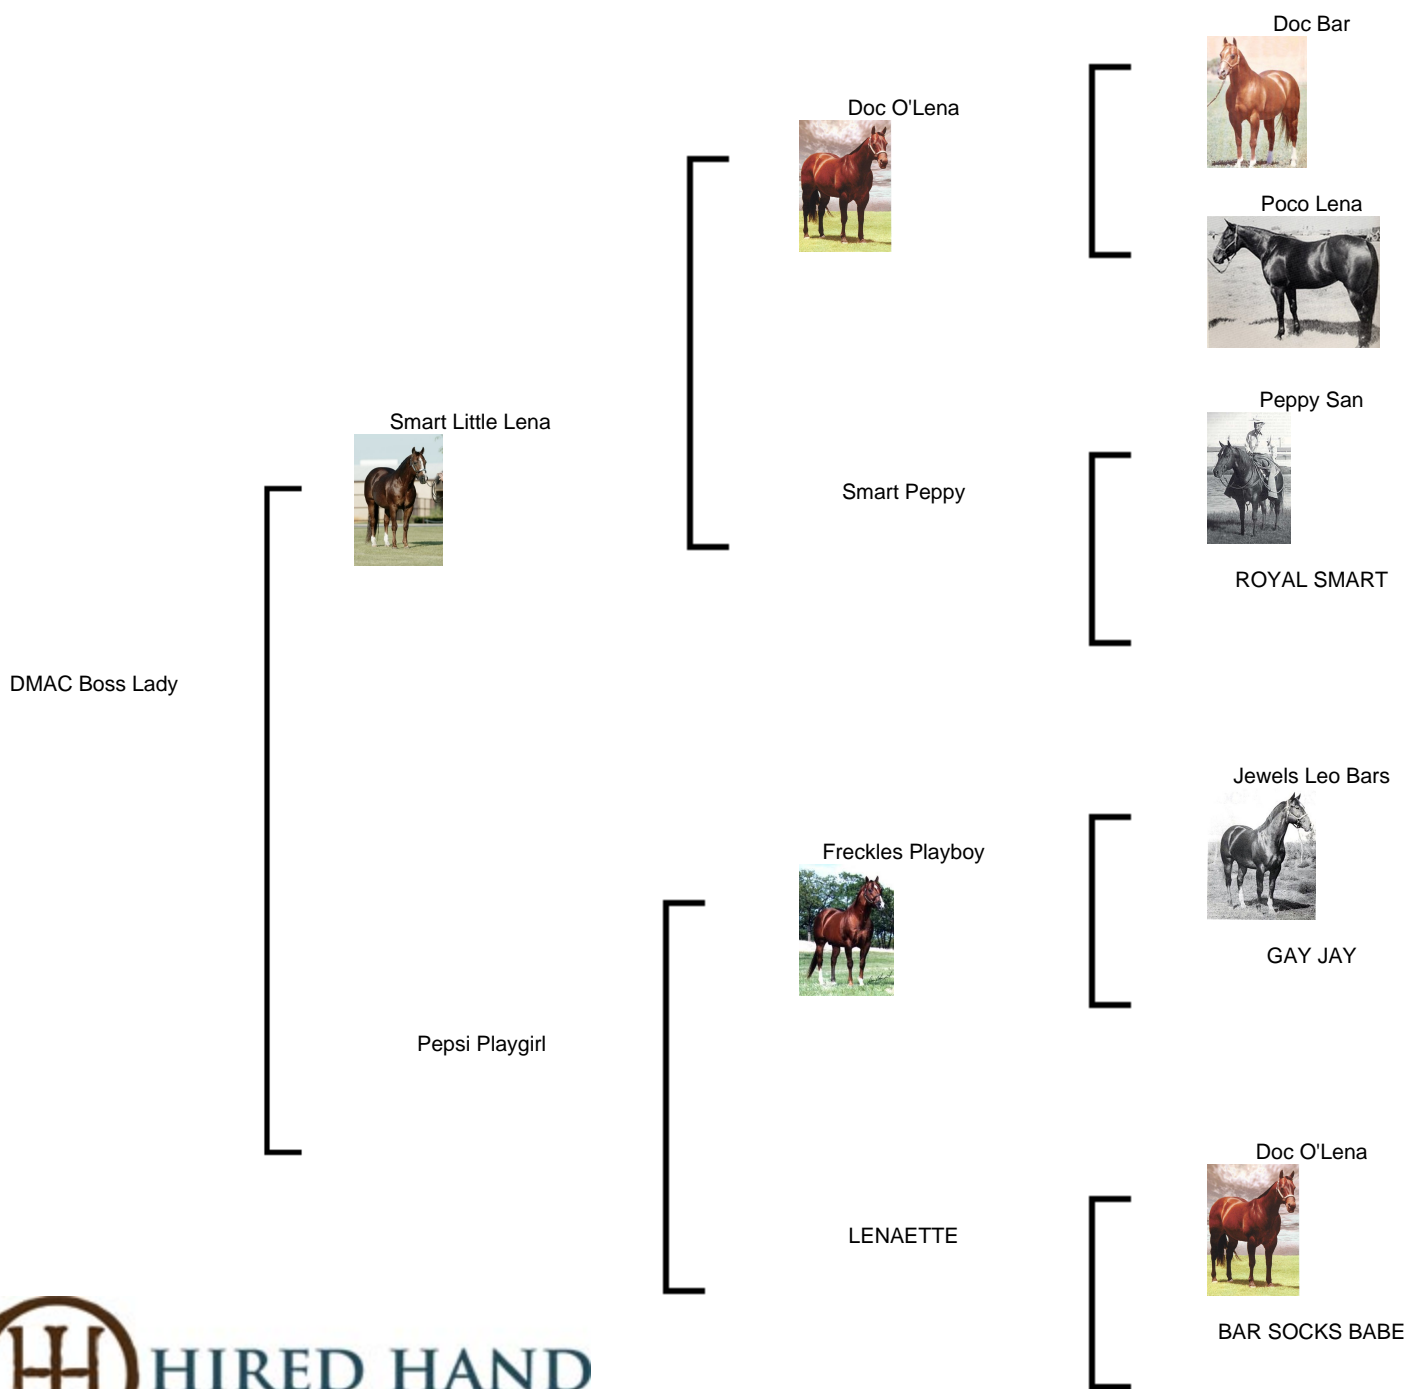 Doc Bar
Doc O'Lena
Poco Lena
Smart Little Lena
Peppy San
Smart Peppy
ROYAL SMART
DMAC Boss Lady
Jewels Leo Bars
Freckles Playboy
GAY JAY
Pepsi Playgirl
Doc O'Lena
LENAETTE
BAR SOCKS BABE
HIRED HAND